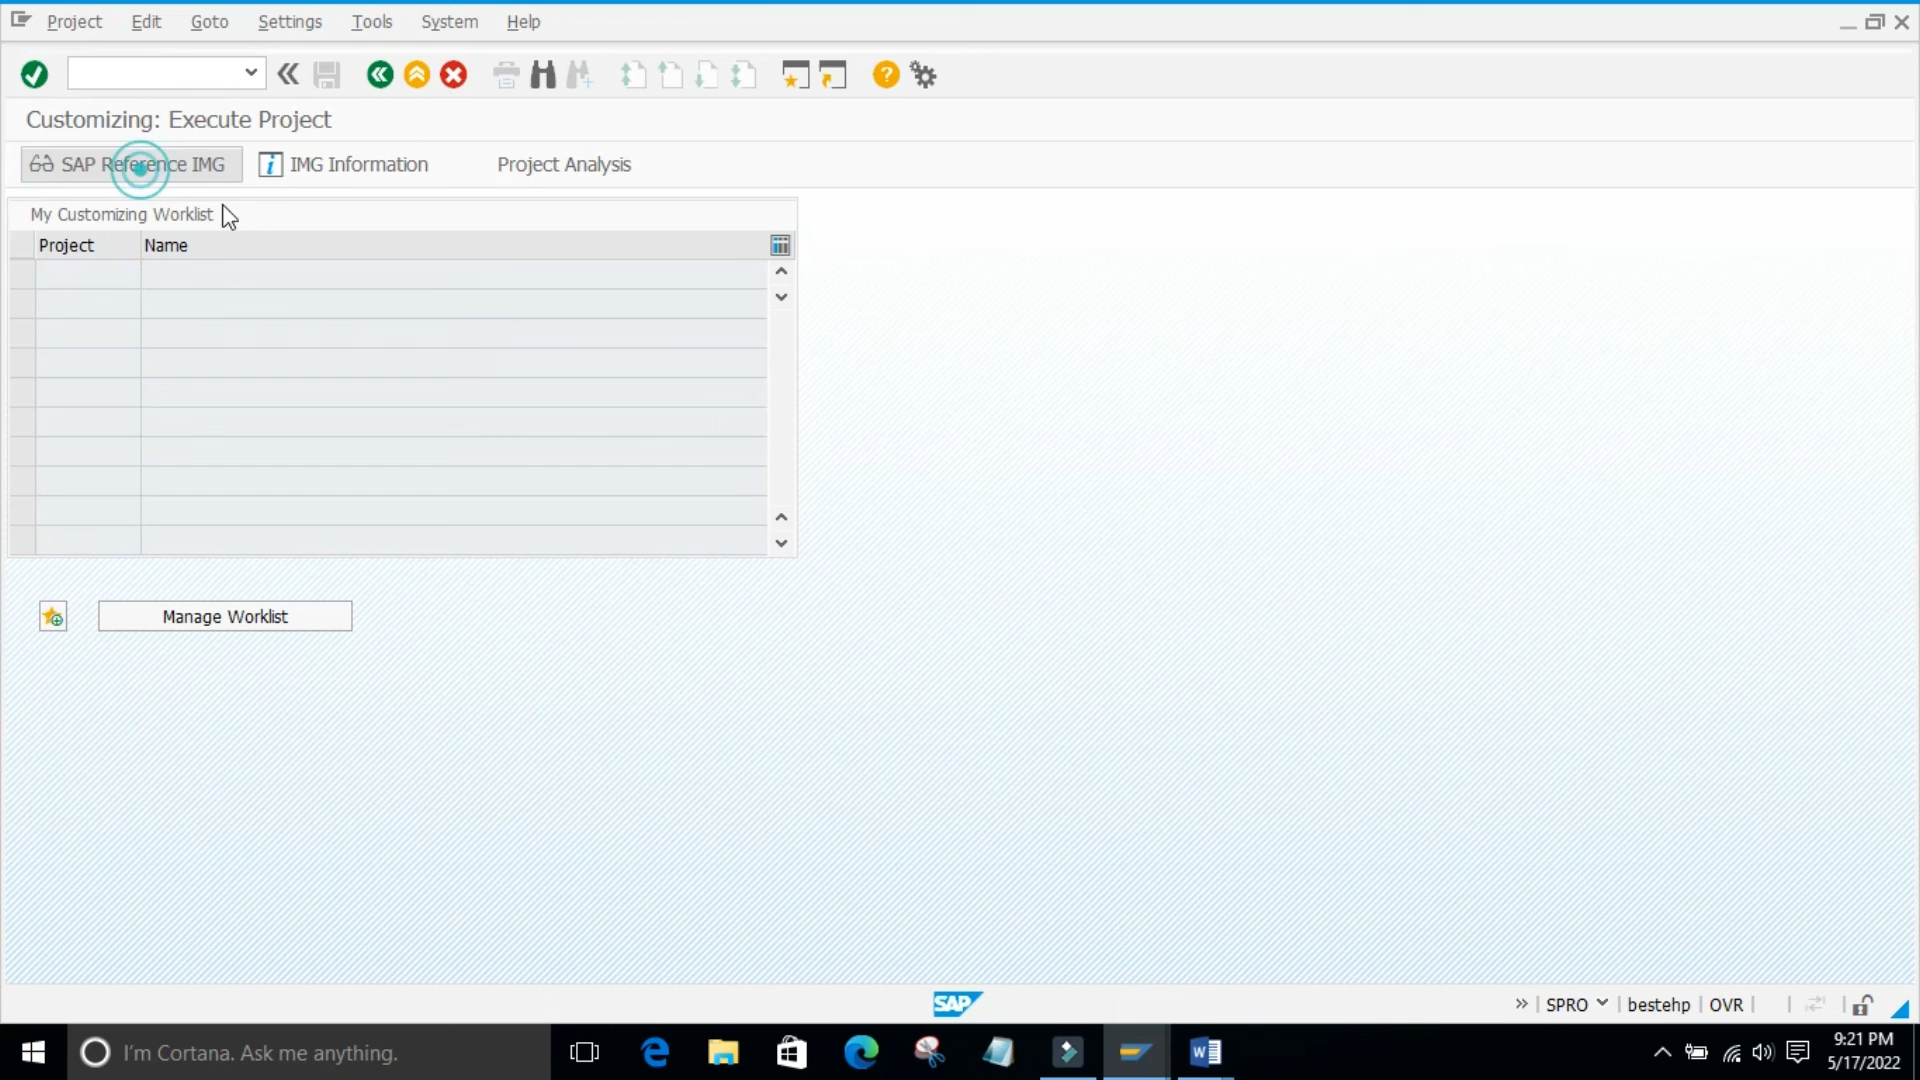 Project Edit Goto Settings Tools System Help
Customizing: Execute Project
SAP Reference IMG IMG Information Project Analysis
My Customizing Worklist
Project Name
Manage Worklist
SAP
SPRO bestehp OVR
I'm Cortana. Ask me anything.
9:21 PM
5/17/2022